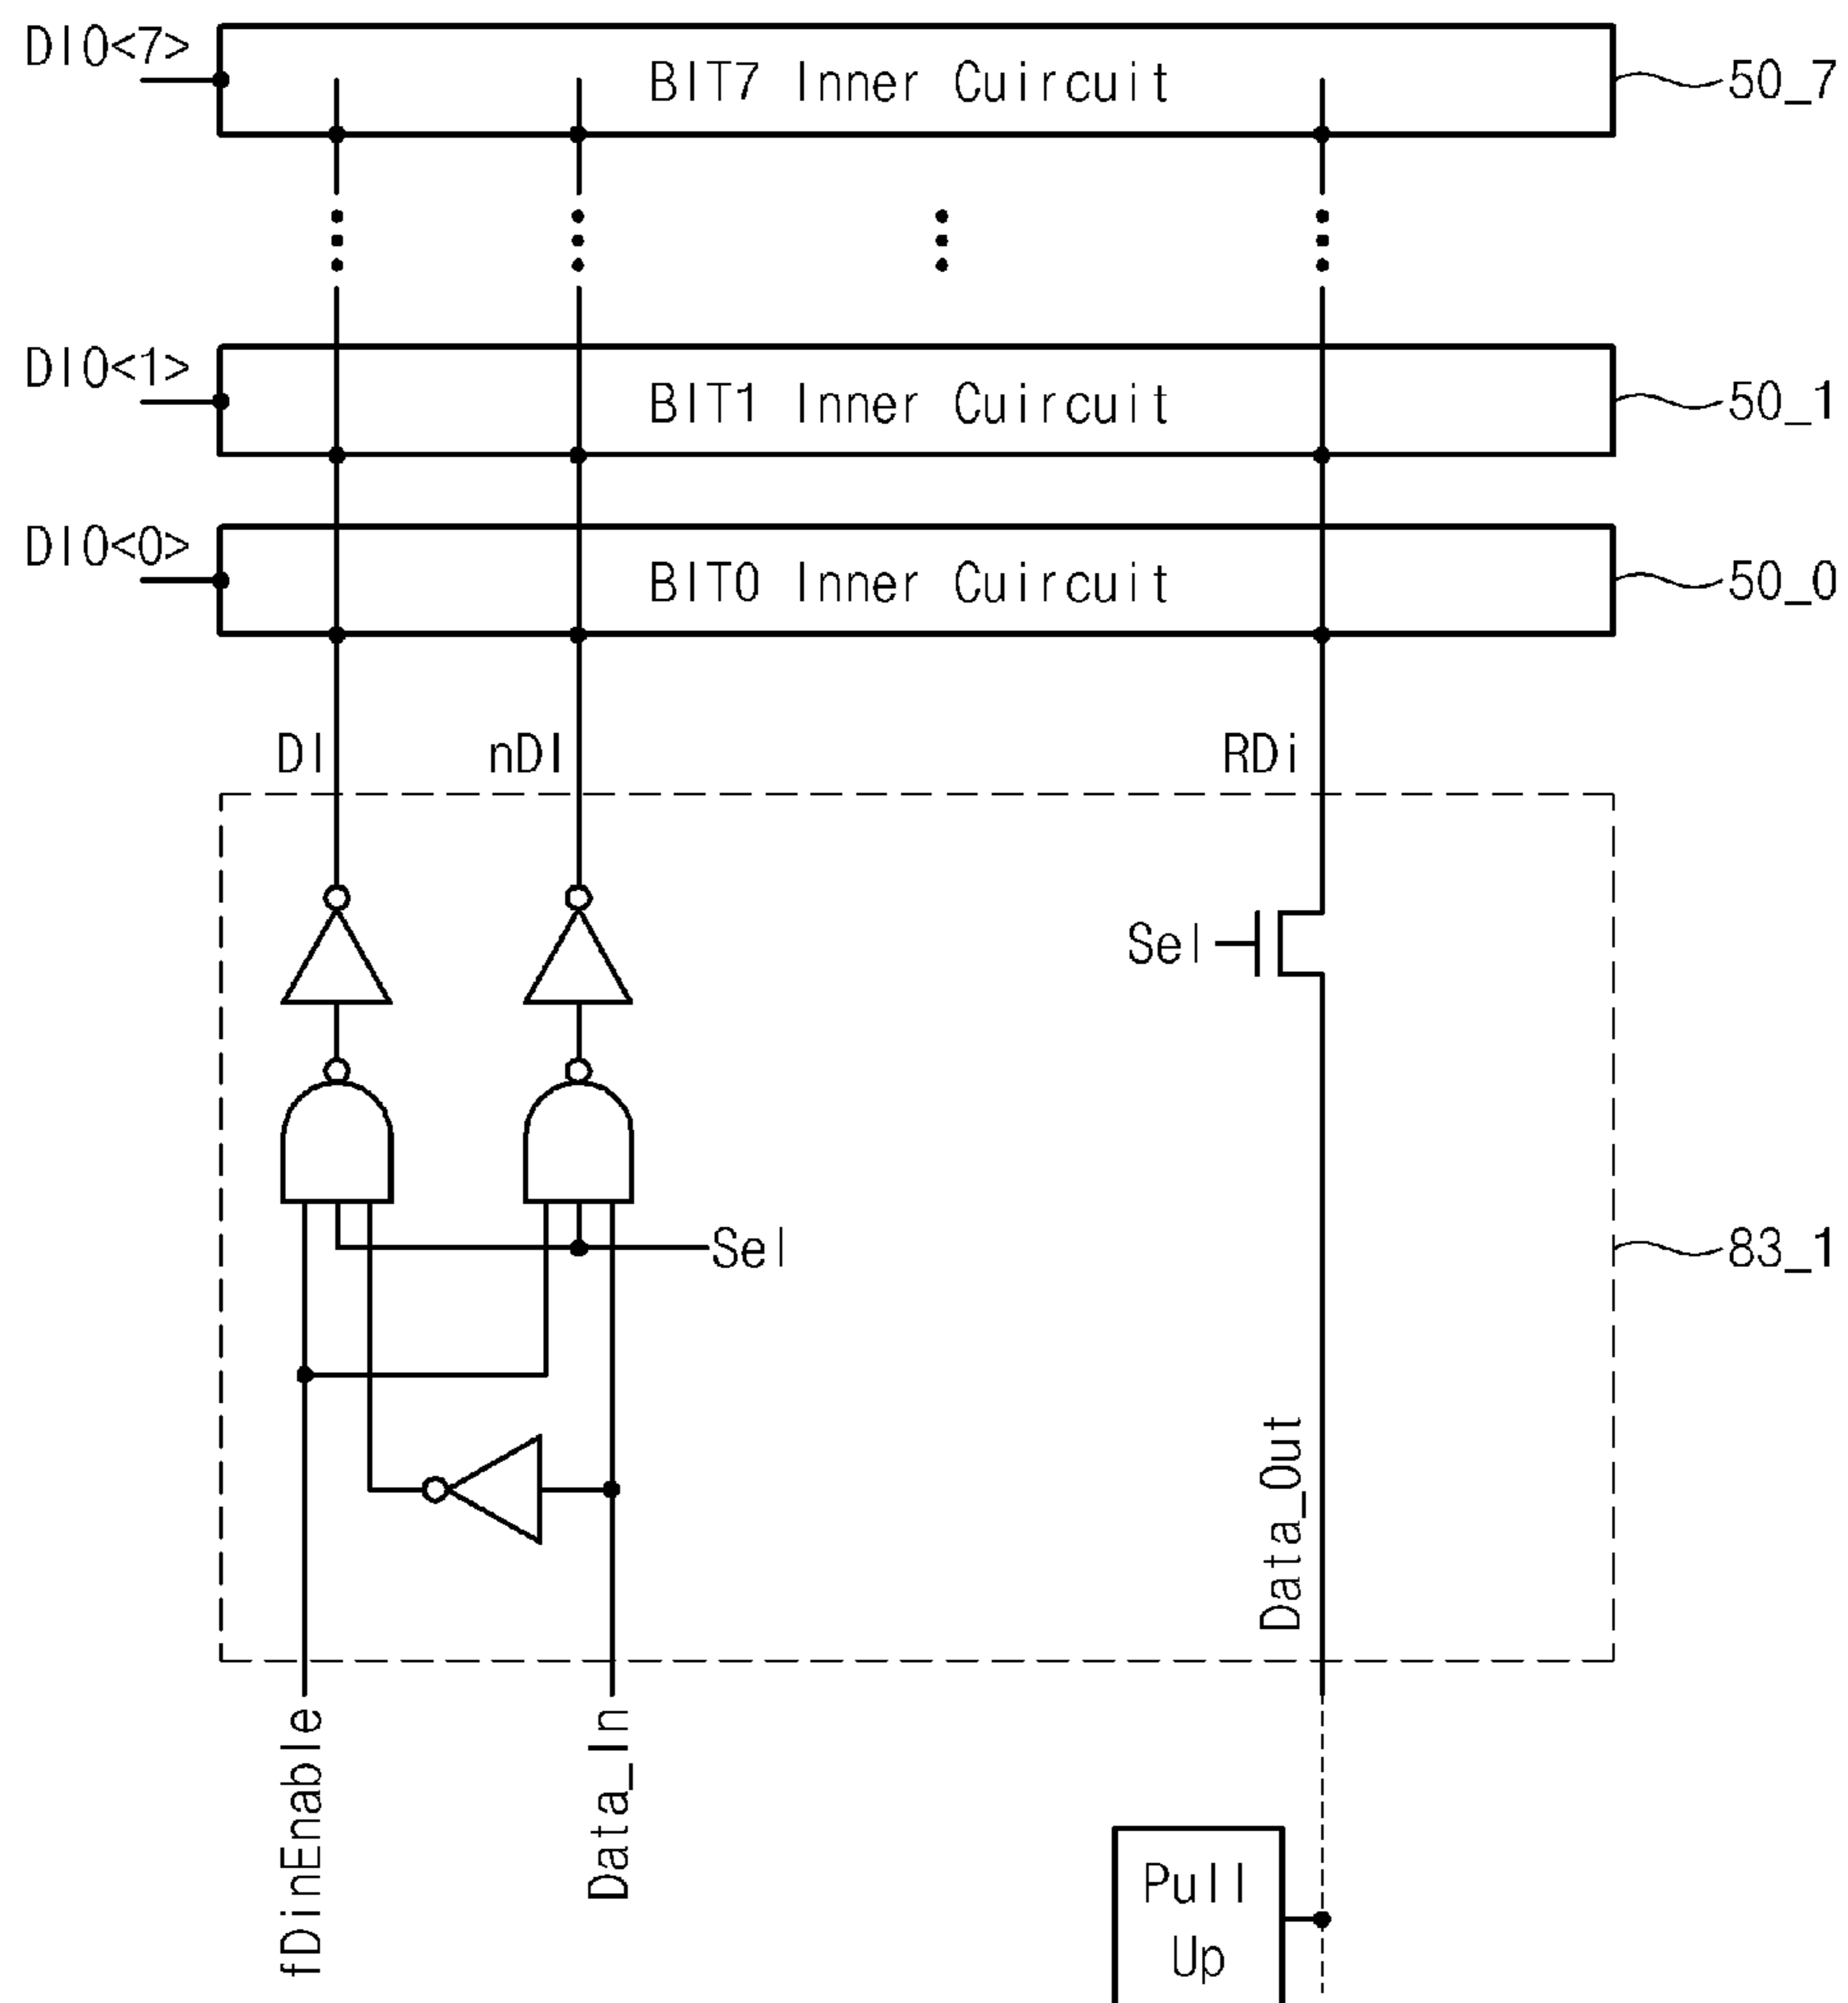 DIO<7>
BIT7 Inner Cuircuit
50_7
DIO<1>
BIT1 Inner Cuircuit
50_1
DIO<0>
BIT0 Inner Cuircuit
50_0
DI
nDI
RDi
Sel
Sel
83_1
Data_Out
fDinEnable
Data_In
Pull
Up